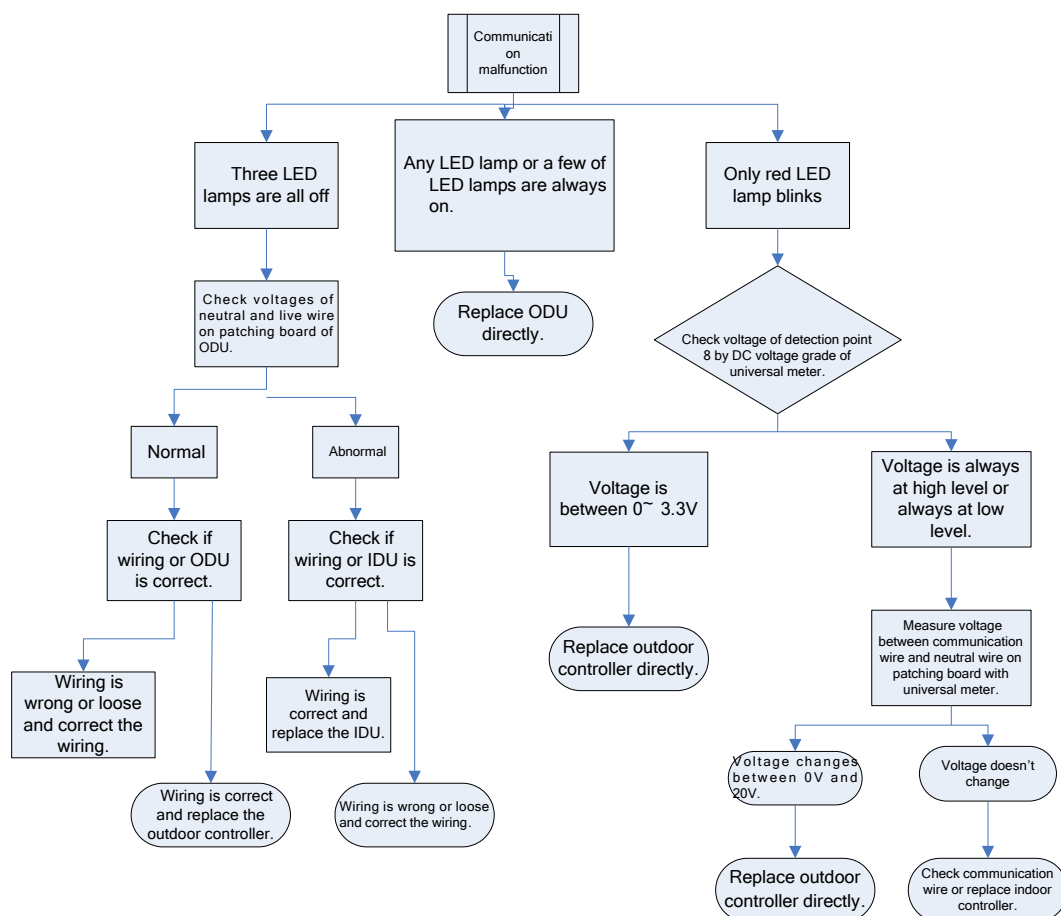 Communicati
on
malfunction
Three LED
lamps are all off
Any LED lamp or a few of
LED lamps are always
on.
Only red LED
lamp blinks
Check voltages of
neutral and live wire
on patching board of
ODU.
Replace ODU
directly.
Check voltage of detection point
8 by DC voltage grade of
universal meter.
Normal
Abnormal
Voltage is
between 0~ 3.3V
Voltage is always
at high level or
always at low
level.
Check if
wiring or ODU
is correct.
Check if
wiring or IDU is
correct.
Measure voltage
between communication
wire and neutral wire on
patching board with
universal meter.
Replace outdoor
controller directly.
Wiring is
wrong or loose
and correct the
wiring.
Wiring is
correct and
replace the IDU.
Voltage changes
between 0V and
20V.
Voltage doesn't
change
Wiring is correct
and replace the
outdoor controller.
Wiring is wrong or loose
and correct the wiring.
Replace outdoor
controller directly.
Check communication
wire or replace indoor
controller.